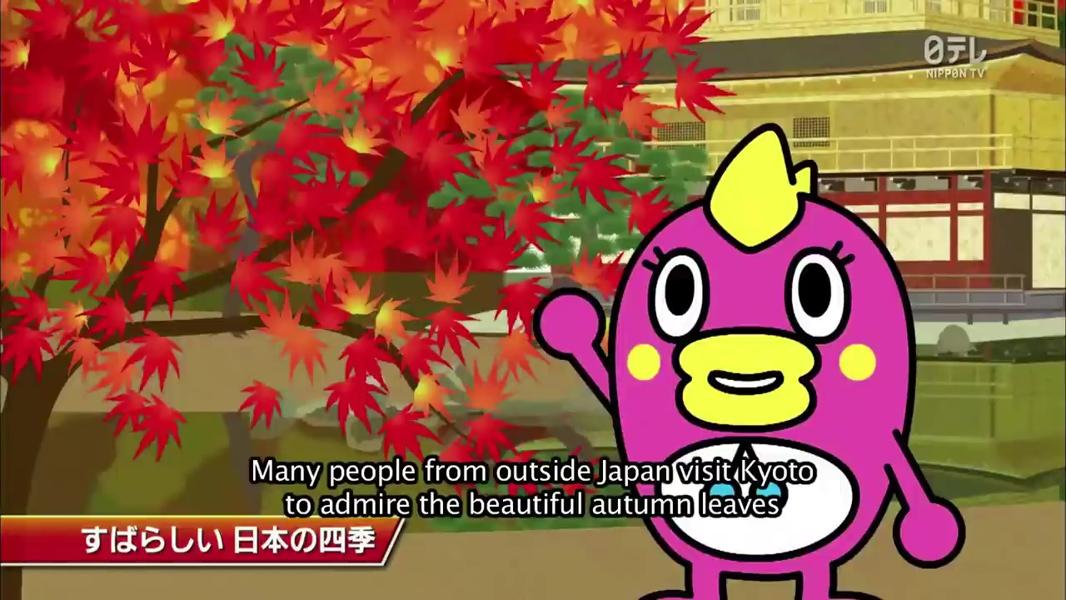 日テレ
NIPPON TV
Many people from outside Japan visit Kyoto
to admire the beautiful autumn leaves
すばらしい 日本の四季